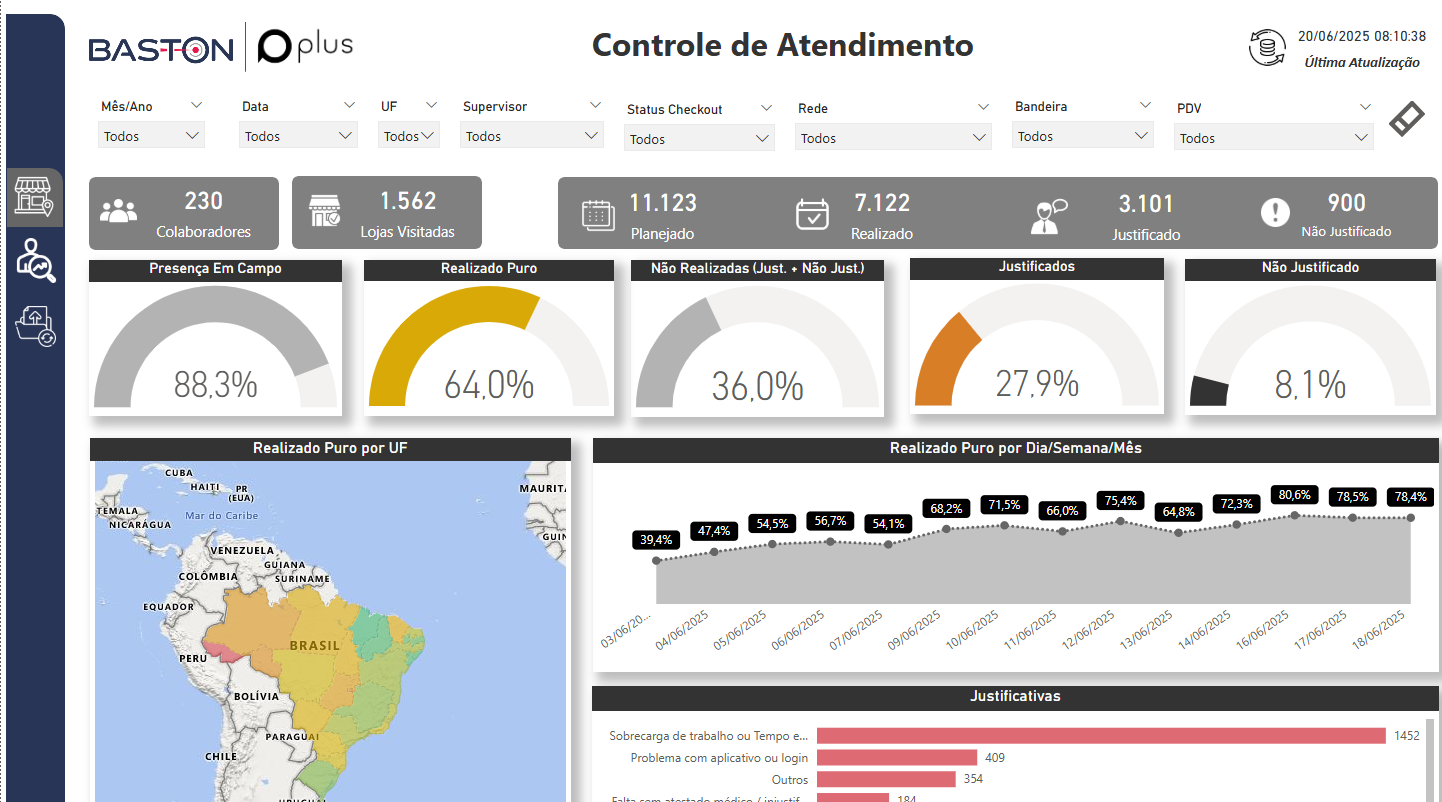 BASTON
plus
Controle de Atendimento
20/06/2025 08:10:38
Última Atualização
Mês/Ano
Data
UF
Supervisor
Status Checkout
Rede
Bandeira
PDV
Todos
Todos
Todos
Todos
Todos
Todos
Todos
Todos
230
Colaboradores
1.562
Lojas Visitadas
11.123
Planejado
7.122
Realizado
3.101
Justificado
900
Não Justificado
Presença Em Campo
88,3%
Realizado Puro
64,0%
Não Realizadas (Just. + Não Just.)
36,0%
Justificados
27,9%
Não Justificado
8,1%
Realizado Puro por UF
CUBA
HAITI
PR
(EUA)
MAURIT
TEMALA
Mar do Caribe
NICARÁGUA
GUIN
VENEZUELA
GUIANA
COLÔMBIA
SURINAME
EQUADOR
BRASIL
PERU
BOLÍVIA
PARAGUAI
CHILE
URUGUAI
Realizado Puro por Dia/Semana/Mês
39,4%
47,4%
54,5%
56,7%
54,1%
68,2%
71,5%
66,0%
75,4%
64,8%
72,3%
80,6%
78,5%
78,4%
03/06/20...
04/06/2025
05/06/2025
06/06/2025
07/06/2025
09/06/2025
10/06/2025
11/06/2025
12/06/2025
13/06/2025
14/06/2025
16/06/2025
17/06/2025
18/06/2025
Justificativas
Sobrecarga de trabalho ou Tempo e... 1452
Problema com aplicativo ou login 409
Outros 354
Falta sem atestado médico / injustif... 184